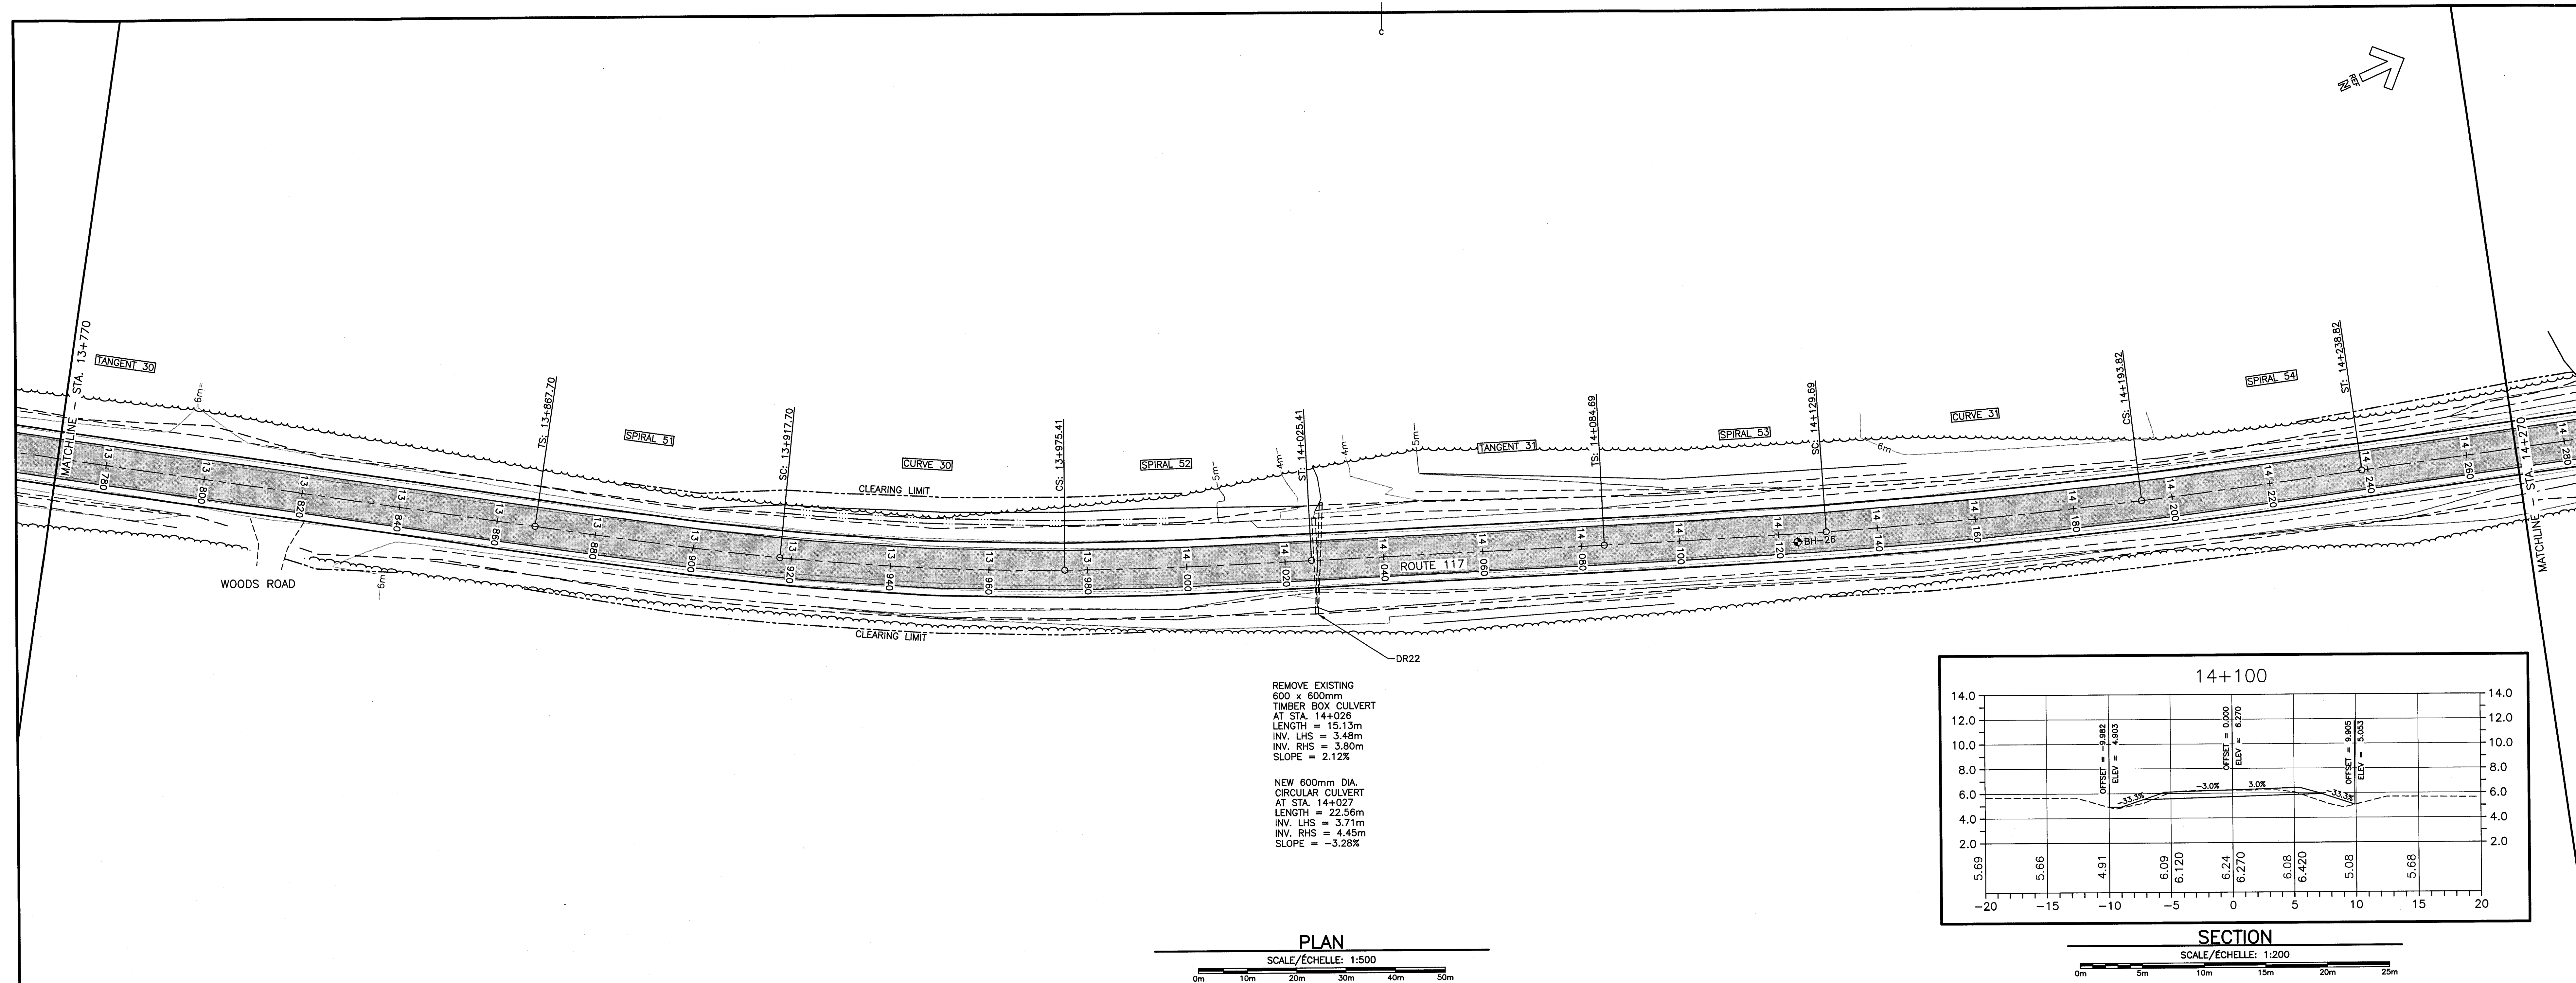 C
REF
N
MATCHLINE - STA. 13+770
TANGENT 30
6m
TS: 13+867.70
SPIRAL 51
SC: 13+917.70
CURVE 30
CLEARING LIMIT
CS: 13+975.41
SPIRAL 52
5m
4m
ST: 14+025.41
4m
5m
TANGENT 31
TS: 14+084.69
SPIRAL 53
SC: 14+129.69
6m
CURVE 31
CS: 14+193.82
SPIRAL 54
ST: 14+238.82
MATCHLINE - STA. 14+270
13+780
13+800
13+820
13+840
13+860
13+880
13+900
13+920
13+940
13+960
13+980
14+000
14+020
14+040
14+060
14+080
14+100
14+120
14+140
14+160
14+180
14+200
14+220
14+240
14+260
14+280
ROUTE 117
BH-26
WOODS ROAD
6m
CLEARING LIMIT
DR22
REMOVE EXISTING
600 x 600mm
TIMBER BOX CULVERT
AT STA. 14+026
LENGTH = 15.13m
INV. LHS = 3.48m
INV. RHS = 3.80m
SLOPE = 2.12%
NEW 600mm DIA.
CIRCULAR CULVERT
AT STA. 14+027
LENGTH = 22.56m
INV. LHS = 3.71m
INV. RHS = 4.45m
SLOPE = -3.28%
14+100
14.0 14.0
12.0 12.0
10.0 10.0
8.0 8.0
6.0 6.0
4.0 4.0
2.0 2.0
OFFSET = -9.982
ELEV = 4.903
OFFSET = 0.000
ELEV = 6.270
OFFSET = 9.905
ELEV = 5.053
-33.3% -3.0% 3.0% -33.3%
5.69 5.66 4.91 6.09 6.120 6.24 6.270 6.08 6.420 5.08 5.68
-20 -15 -10 -5 0 5 10 15 20
PLAN
SCALE/ÉCHELLE: 1:500
0m 10m 20m 30m 40m 50m
SECTION
SCALE/ÉCHELLE: 1:200
0m 5m 10m 15m 20m 25m